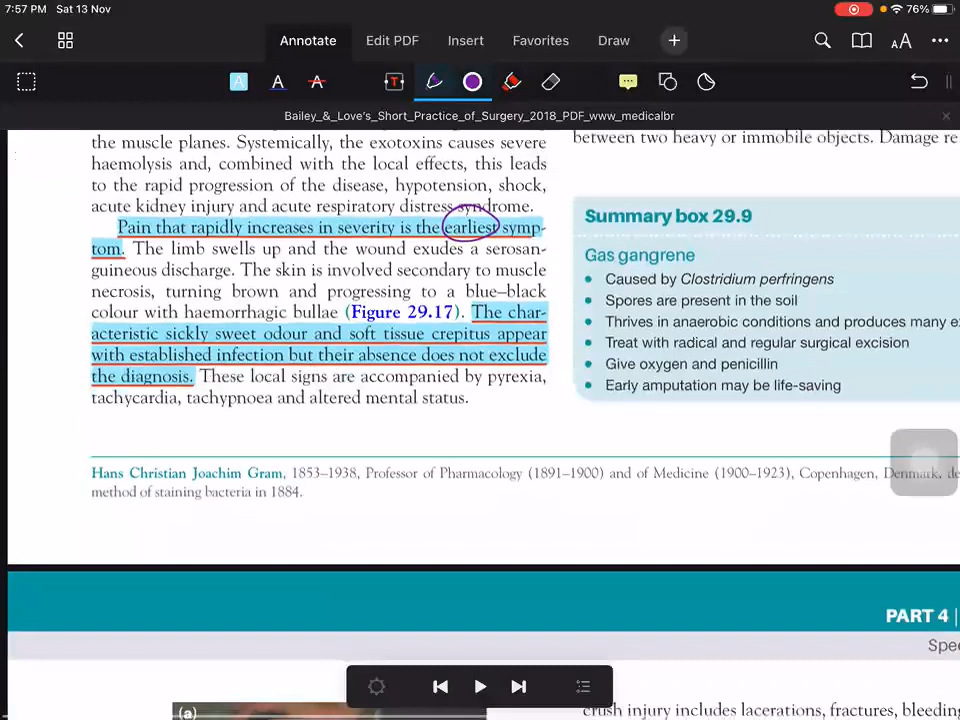 7:57 PM Sat 13 Nov
76%
Annotate Edit PDF Insert Favorites Draw
A A A T AA
Bailey_&_Love's_Short_Practice_of_Surgery_2018_PDF_www_medicalbr
the muscle planes. Systemically, the exotoxins causes severe
haemolysis and, combined with the local effects, this leads
to the rapid progression of the disease, hypotension, shock,
acute kidney injury and acute respiratory distress syndrome.
Pain that rapidly increases in severity is the earliest symp-
tom. The limb swells up and the wound exudes a serosan-
guineous discharge. The skin is involved secondary to muscle
necrosis, turning brown and progressing to a blue–black
colour with haemorrhagic bullae (Figure 29.17). The char-
acteristic sickly sweet odour and soft tissue crepitus appear
with established infection but their absence does not exclude
the diagnosis. These local signs are accompanied by pyrexia,
tachycardia, tachypnoea and altered mental status.
between two heavy or immobile objects. Damage re
Summary box 29.9
Gas gangrene
• Caused by Clostridium perfringens
• Spores are present in the soil
• Thrives in anaerobic conditions and produces many e
• Treat with radical and regular surgical excision
• Give oxygen and penicillin
• Early amputation may be life-saving
Hans Christian Joachim Gram, 1853–1938, Professor of Pharmacology (1891–1900) and of Medicine (1900–1923), Copenhagen, Denmark, de
method of staining bacteria in 1884.
PART 4 |
Spe
(a)
crush injury includes lacerations, fractures, bleeding